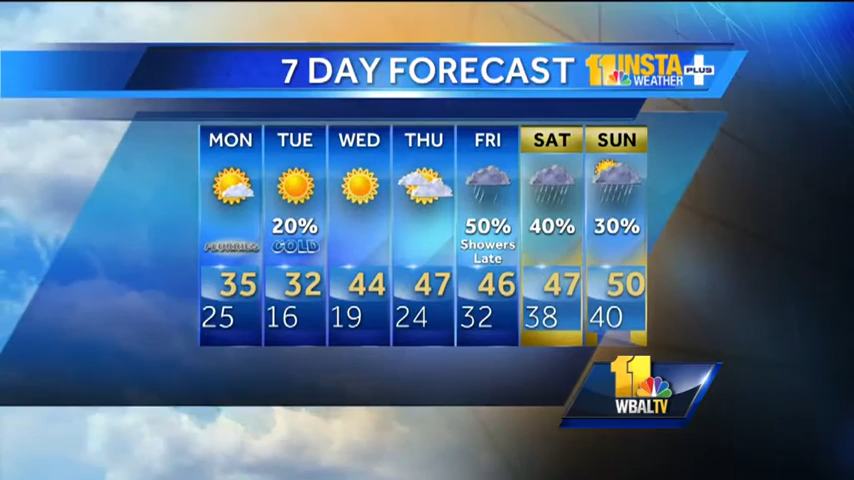 7 DAY FORECAST 11 INSTA WEATHER PLUS
MON TUE WED THU FRI SAT SUN
20% 50% 40% 30%
FLURRIES COLD Showers Late
35 32 44 47 46 47 50
25 16 19 24 32 38 40
11
WBALTV